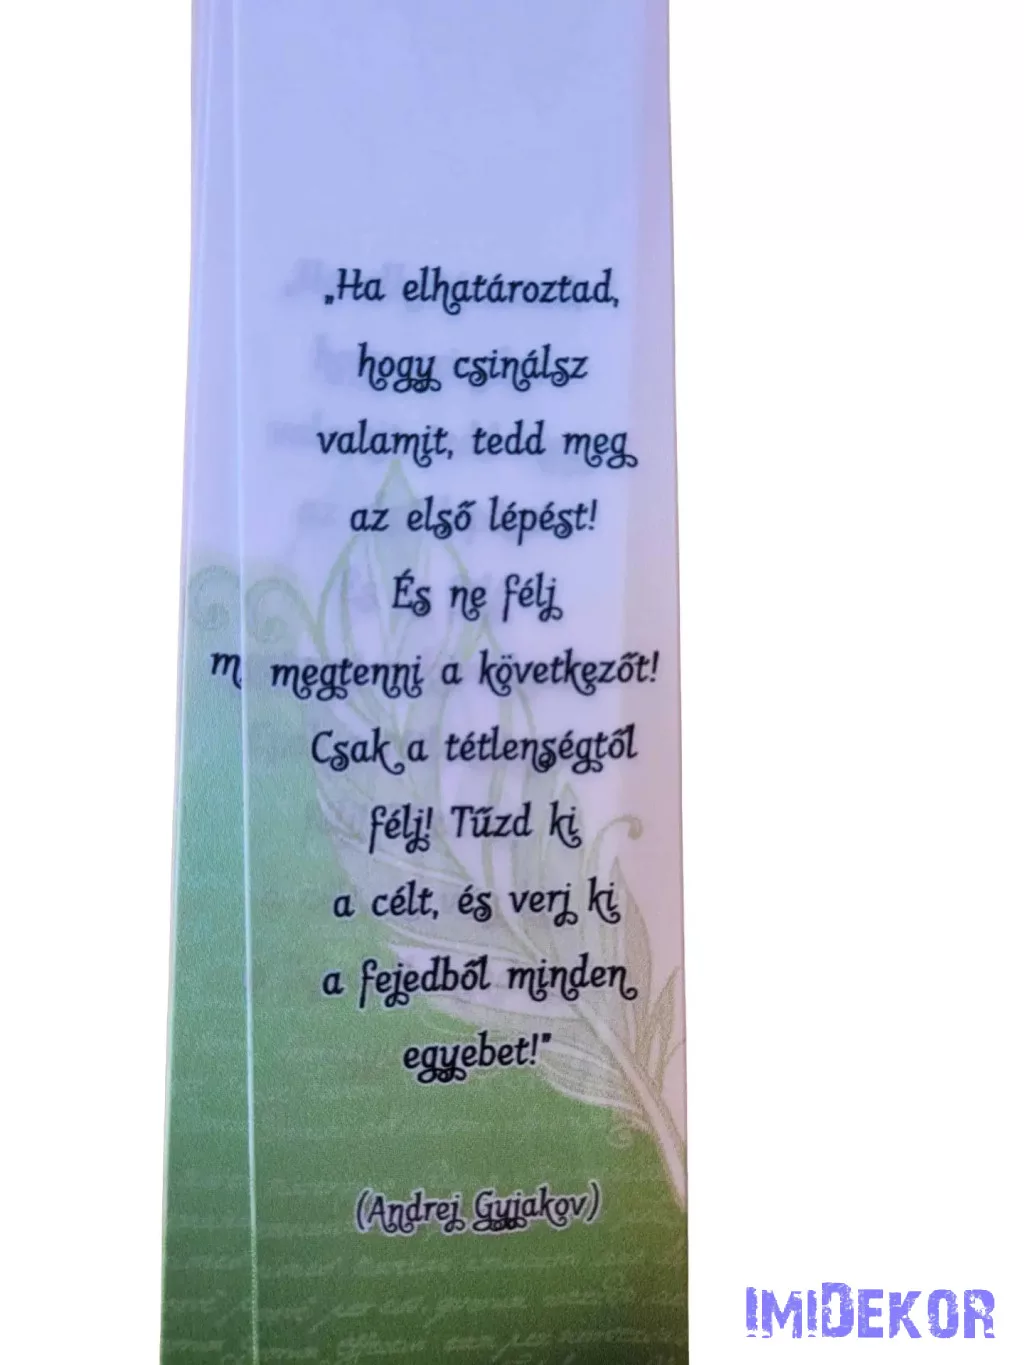 „Ha elhatároztad,
hogy csinálsz
valamit, tedd meg
az első lépést!
És ne félj
m megtenni a következőt!
Csak a tétlenségtől
félj! Tűzd ki
a célt, és verj ki
a fejedből minden
egyebet!"
(Andrej Gyjakov)
IMIDEKOR